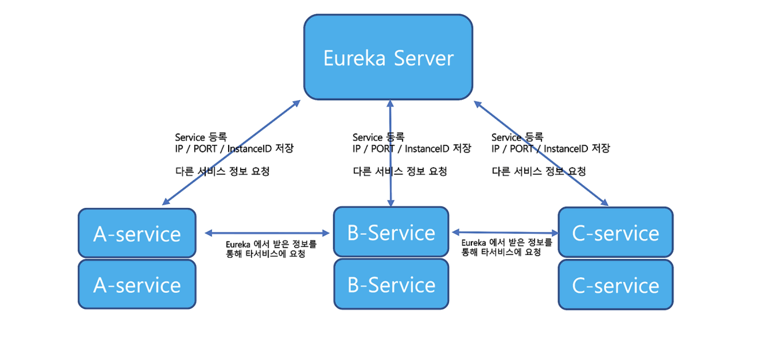 Eureka Server
Service 등록
IP / PORT / InstanceID 저장
다른 서비스 정보 요청
Service 등록
IP / PORT / InstanceID 저장
다른 서비스 정보 요청
Service 등록
IP / PORT / InstanceID 저장
다른 서비스 정보 요청
A-service
Eureka 에서 받은 정보를
통해 타서비스에 요청
B-Service
Eureka 에서 받은 정보를
통해 타서비스에 요청
C-service
A-service
B-Service
C-service